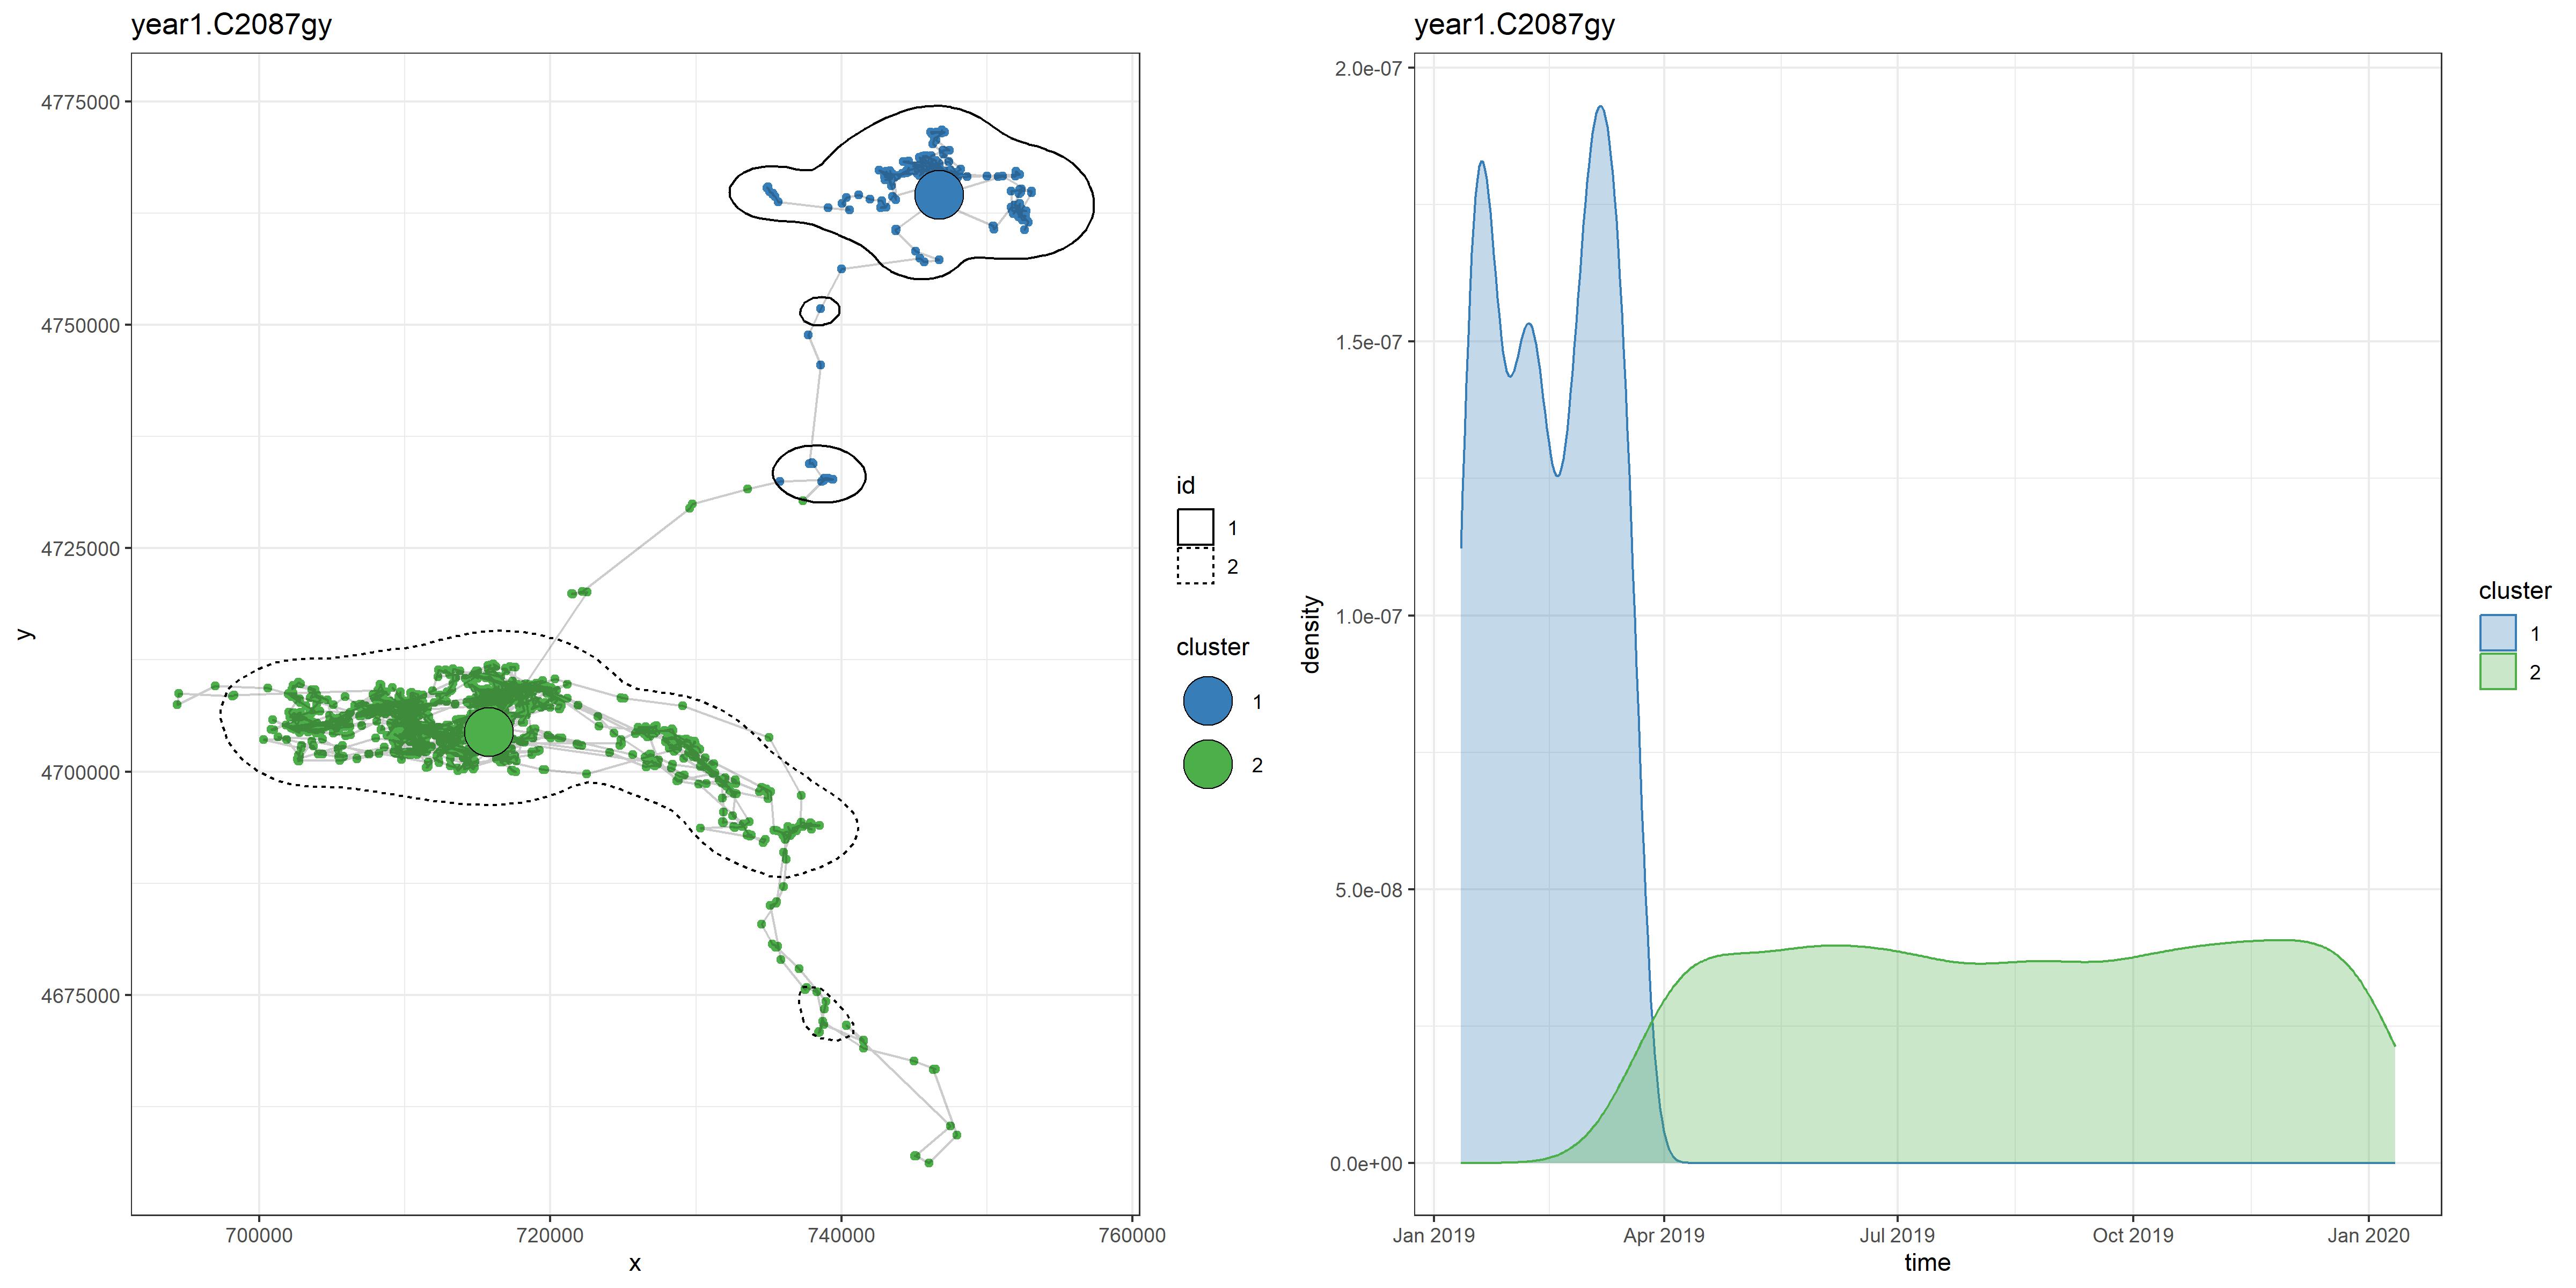 year1.C2087gy
4775000
4750000
4725000
4700000
4675000
y
700000
720000
740000
760000
x
id
1
2
cluster
1
2
year1.C2087gy
2.0e-07
1.5e-07
1.0e-07
5.0e-08
0.0e+00
density
Jan 2019
Apr 2019
Jul 2019
Oct 2019
Jan 2020
time
cluster
1
2